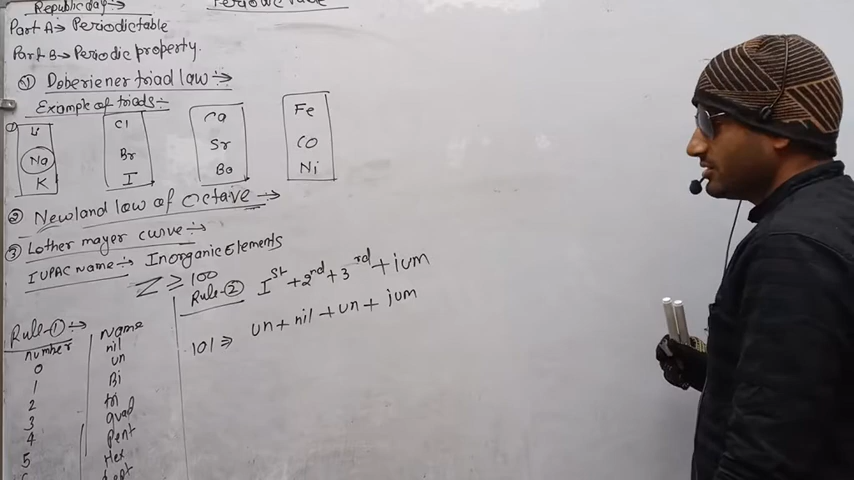 Republic day →
Periodic Table
Part A → Periodictable
Part B → Periodic property.
① Doberiener triad law ⇒
Example of triads ÷
① Li Cl Ca Fe
Na Br Sr CO
K I Ba Ni
② Newland law of Octave →
③ Lother mayer curve ÷
IUPAC Name ÷ Inorganic Elements
Z ≥ 100
Rule-② Ist + 2nd + 3rd + ium
101 ⇒ un + nil + un + ium
Rule-① →
number Name
0 nil
1 un
2 Bi
3 tri
4 quad
5 Pent
Hex